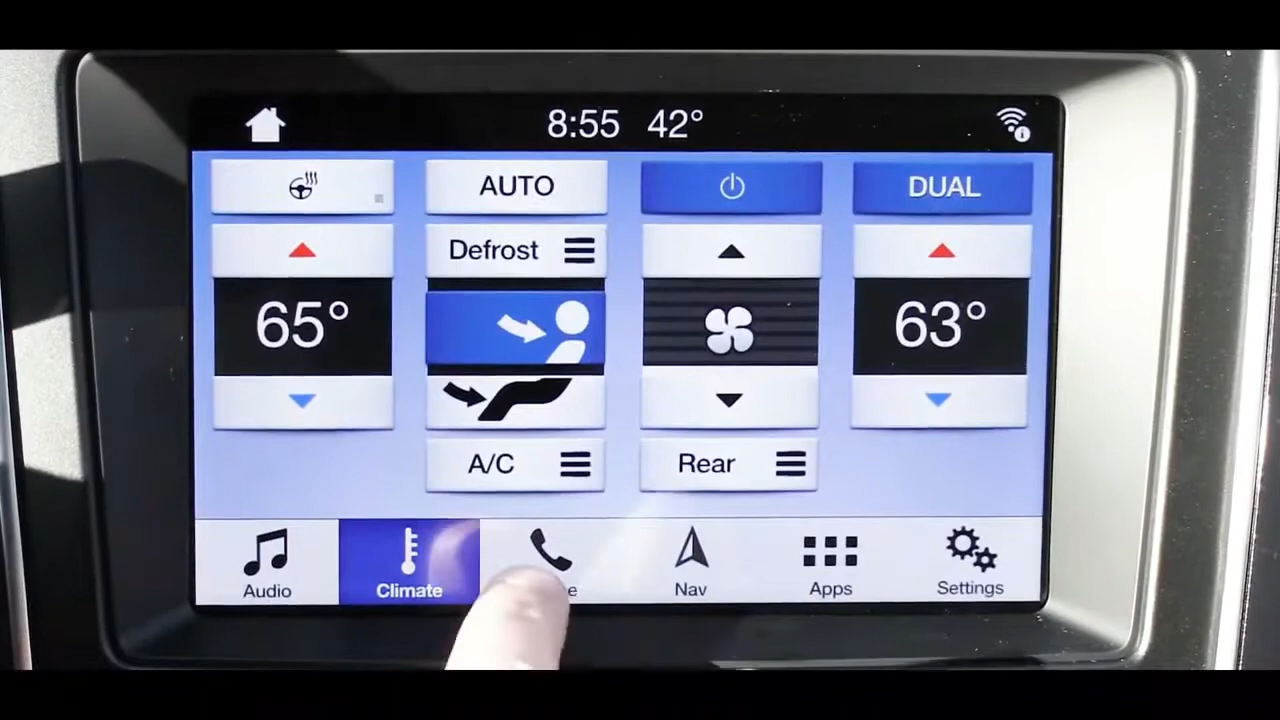 8:55 42°
AUTO
DUAL
Defrost
65°
63°
A/C
Rear
Audio
Climate
e
Nav
Apps
Settings